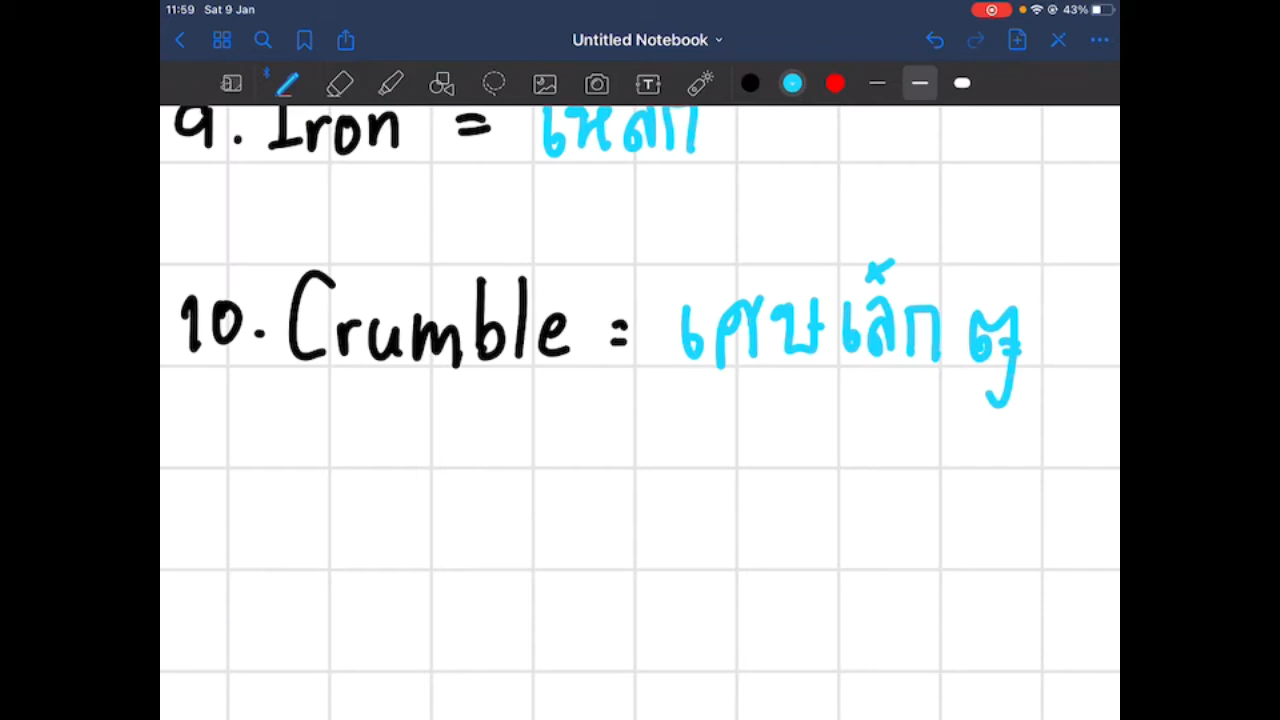 11:59 Sat 9 Jan 43%
Untitled Notebook
9. Iron = เหล็ก
10. Crumble = เศษเล็ก ๆ